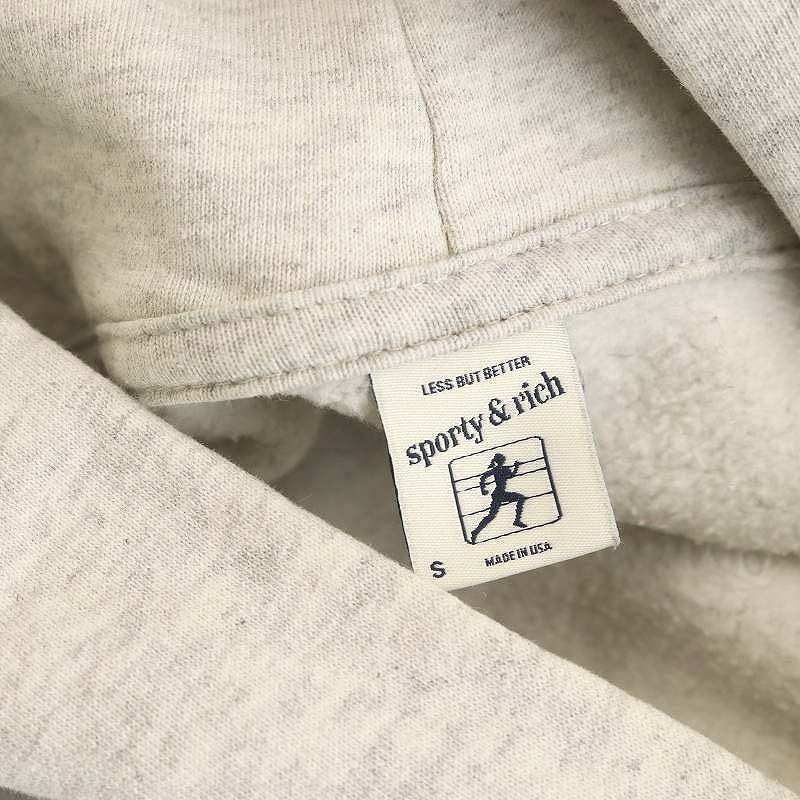 LESS BUT BETTER
sporty & rich
S
MADE IN USA